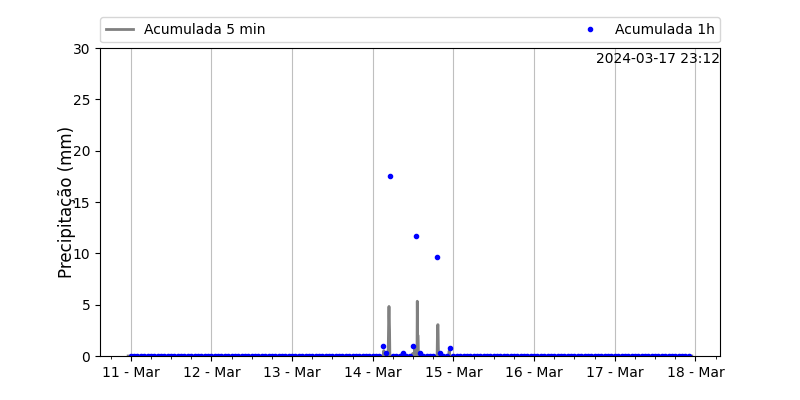 Acumulada 5 min
Acumulada 1h
2024-03-17 23:12
Precipitação (mm)
30
25
20
15
10
5
0
11 - Mar 12 - Mar 13 - Mar 14 - Mar 15 - Mar 16 - Mar 17 - Mar 18 - Mar